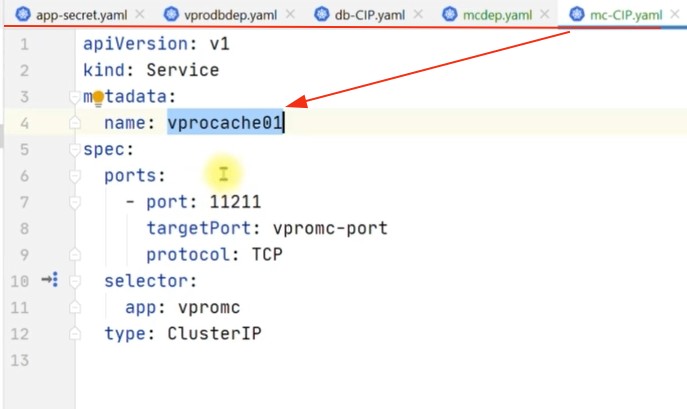 app-secret.yaml vprodbdep.yaml db-CIP.yaml mcdep.yaml mc-CIP.yaml
1 apiVersion: v1
2 kind: Service
3 metadata:
4 name: vprocache01
5 spec:
6 ports:
7 - port: 11211
8 targetPort: vpromc-port
9 protocol: TCP
10 selector:
11 app: vpromc
12 type: ClusterIP
13